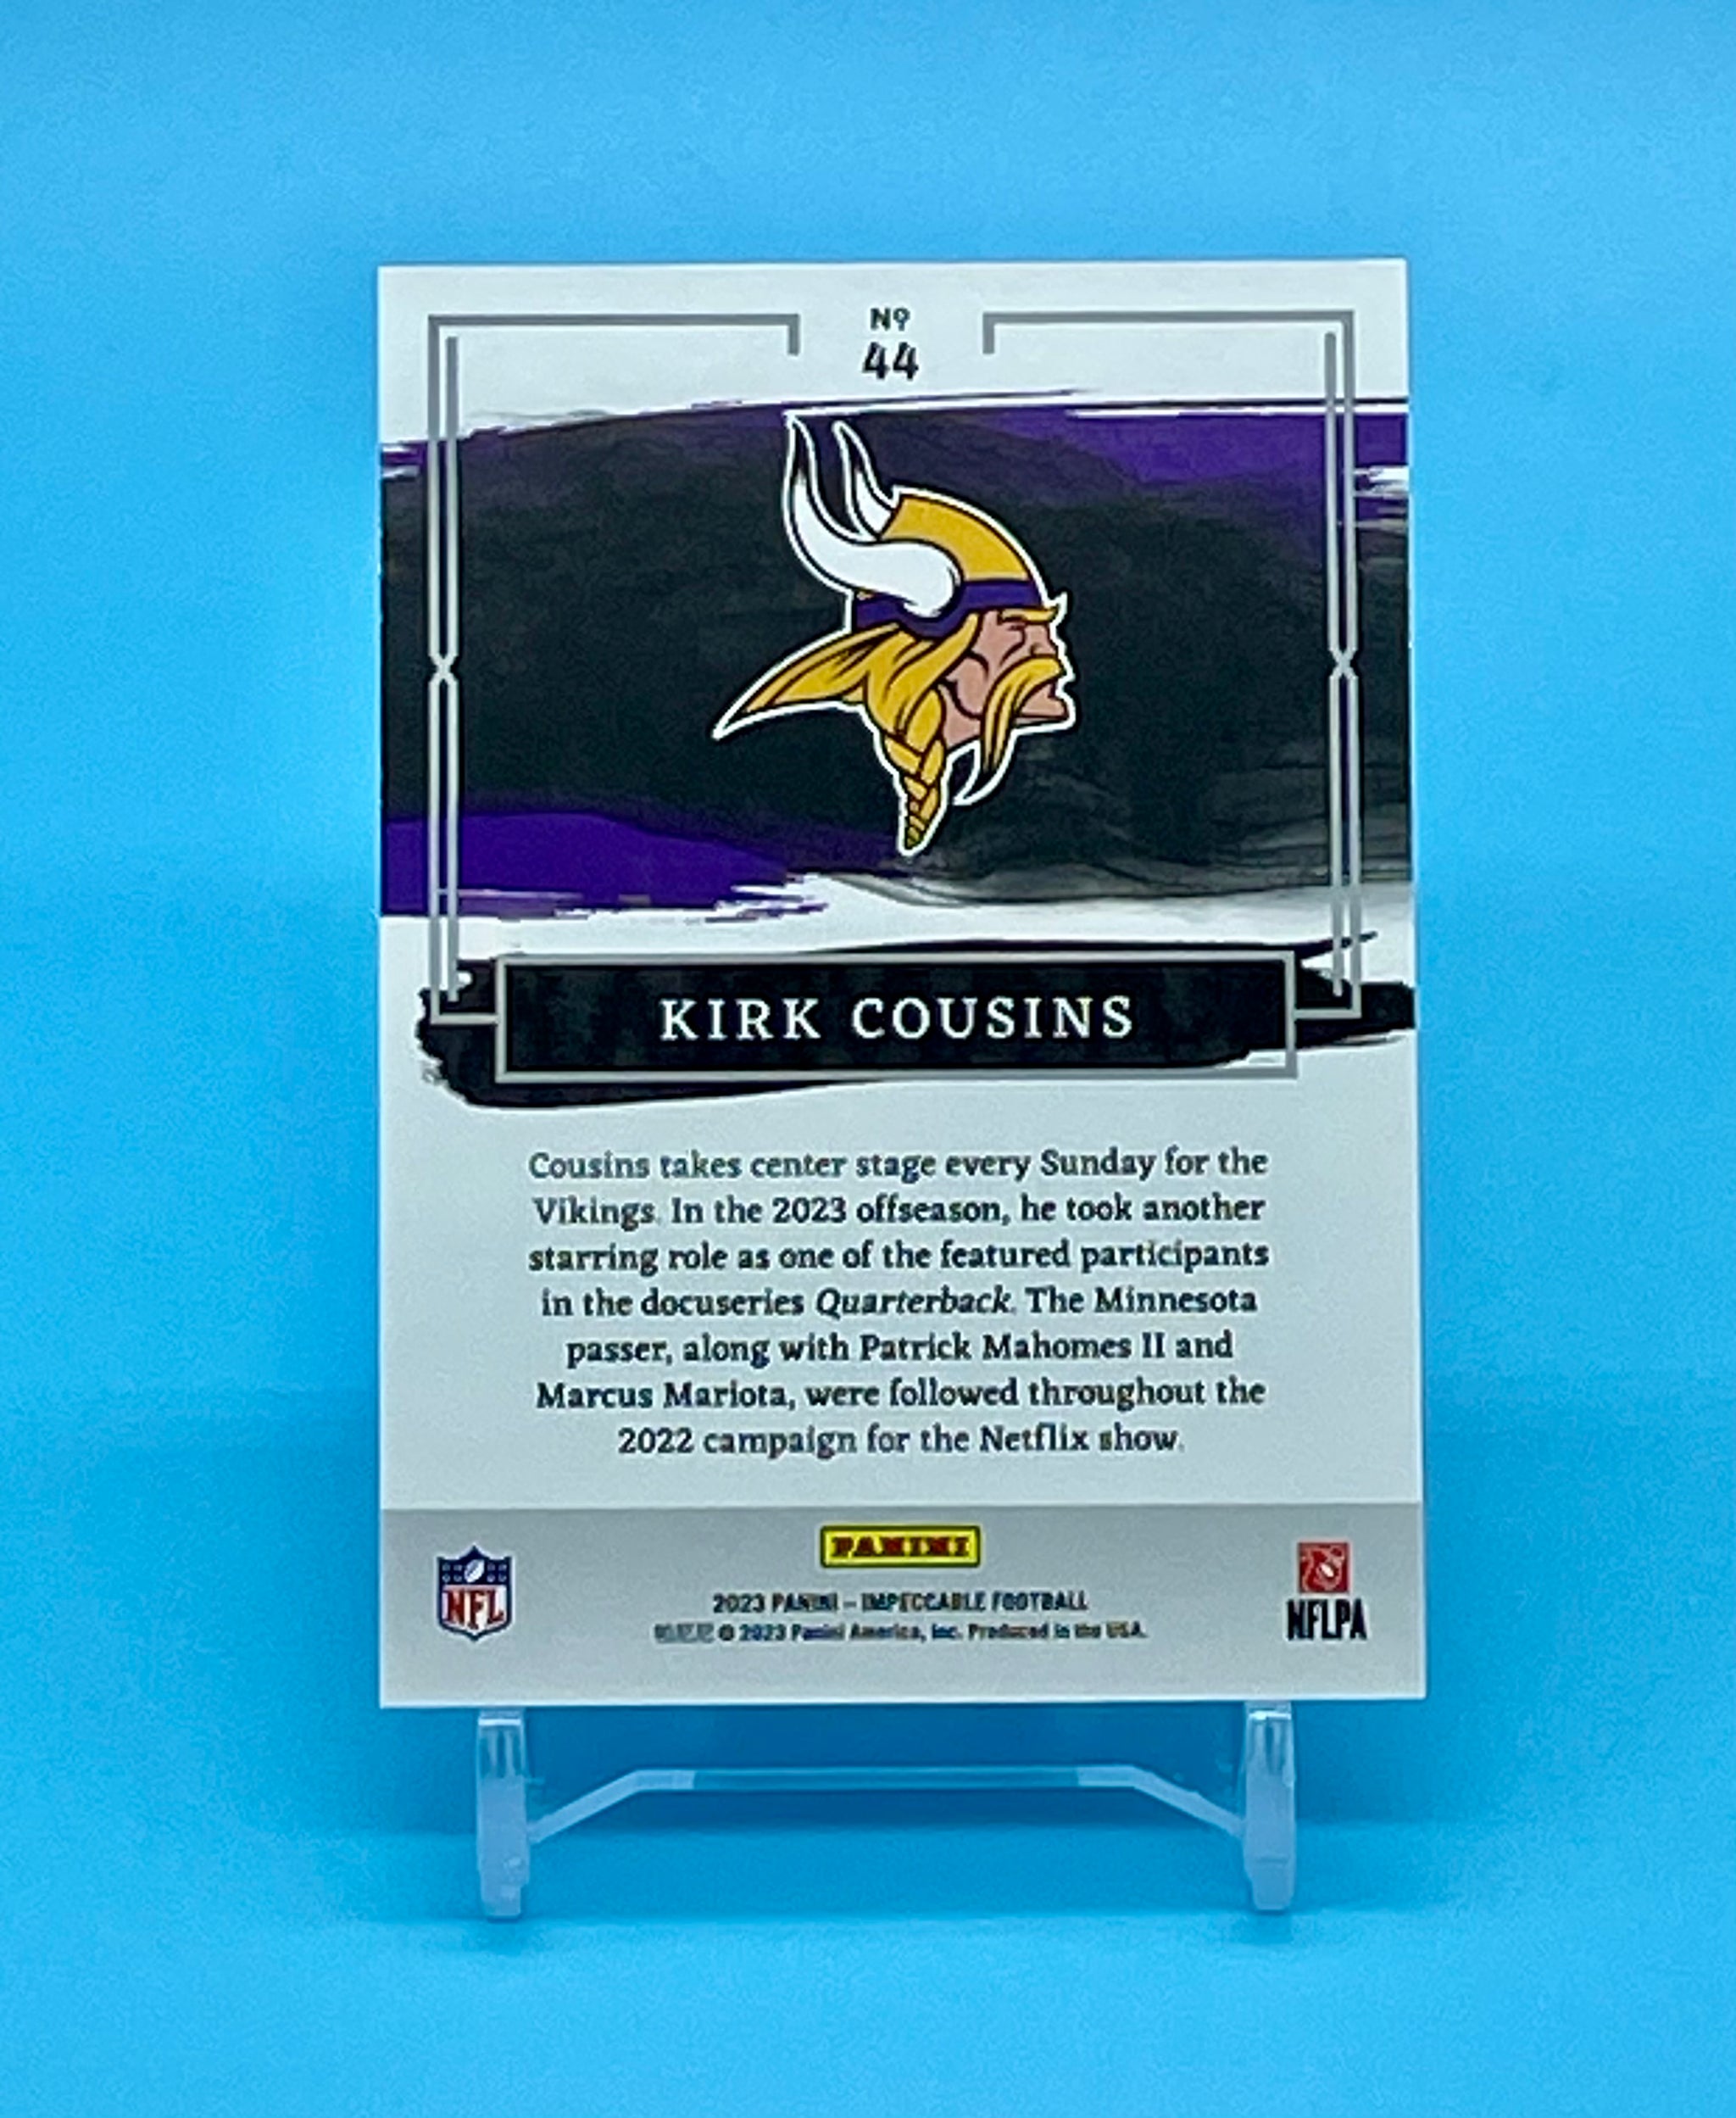 Nº
44
KIRK COUSINS
Cousins takes center stage every Sunday for the
Vikings. In the 2023 offseason, he took another
starring role as one of the featured participants
in the docuseries Quarterback. The Minnesota
passer, along with Patrick Mahomes II and
Marcus Mariota, were followed throughout the
2022 campaign for the Netflix show.
PANINI
2023 PANINI – IMPECCABLE FOOTBALL
© 2023 Panini America, Inc. Produced in the USA.
NFL
NFLPA